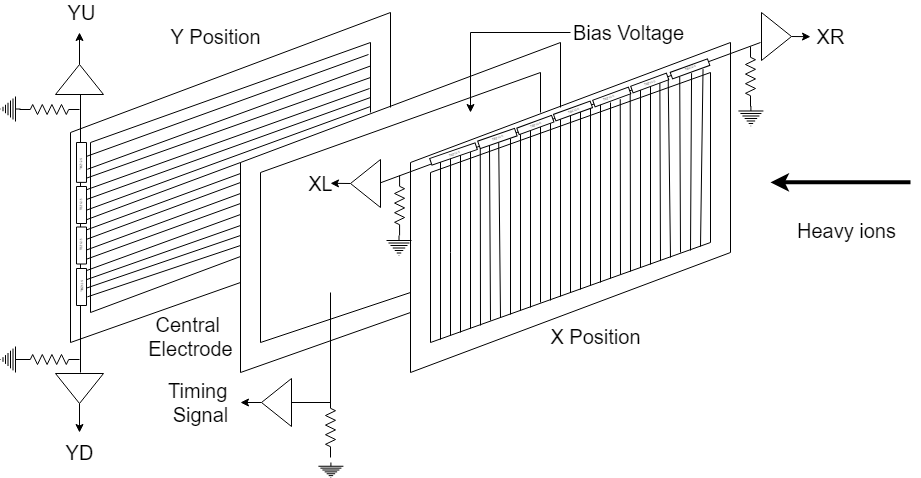 YU
Y Position
Bias Voltage
XR
XL
Heavy ions
Central
Electrode
X Position
Timing
Signal
YD